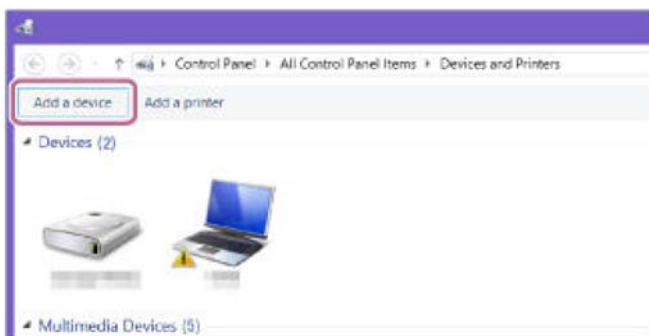 Control Panel All Control Panel Items Devices and Printers
Add a device Add a printer
Devices (2)
Multimedia Devices (5)